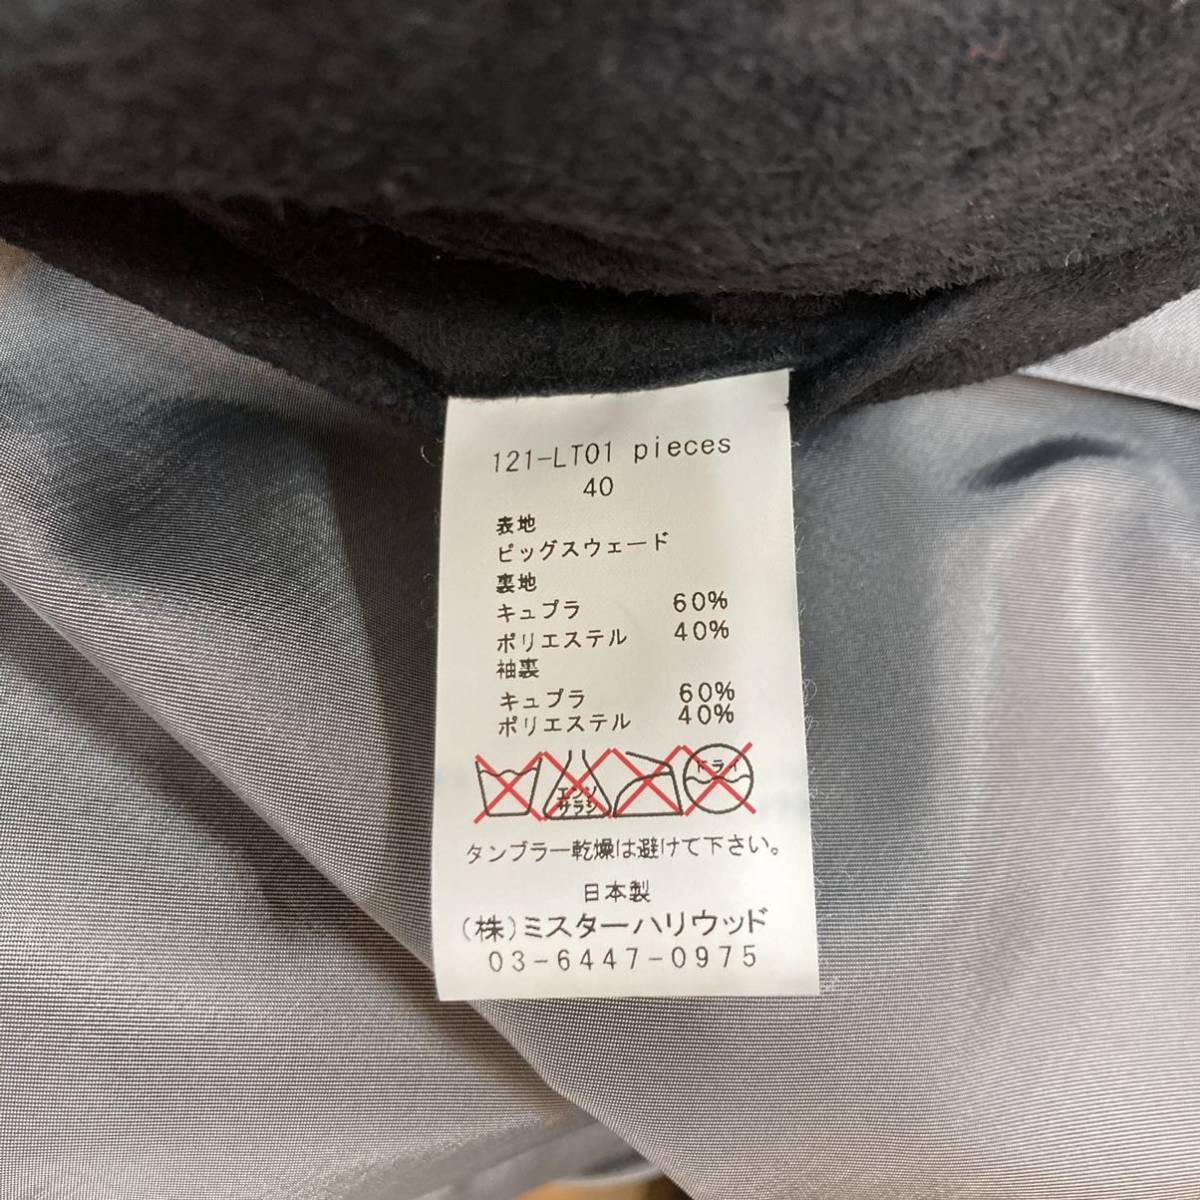 121-LT01 pieces
40
表地
ピッグスウェード
裏地
キュプラ 60%
ポリエステル 40%
袖裏
キュプラ 60%
ポリエステル 40%
エンソ
サラシ
ドライ
タンブラー乾燥は避けて下さい。
日本製
(株)ミスターハリウッド
03-6447-0975